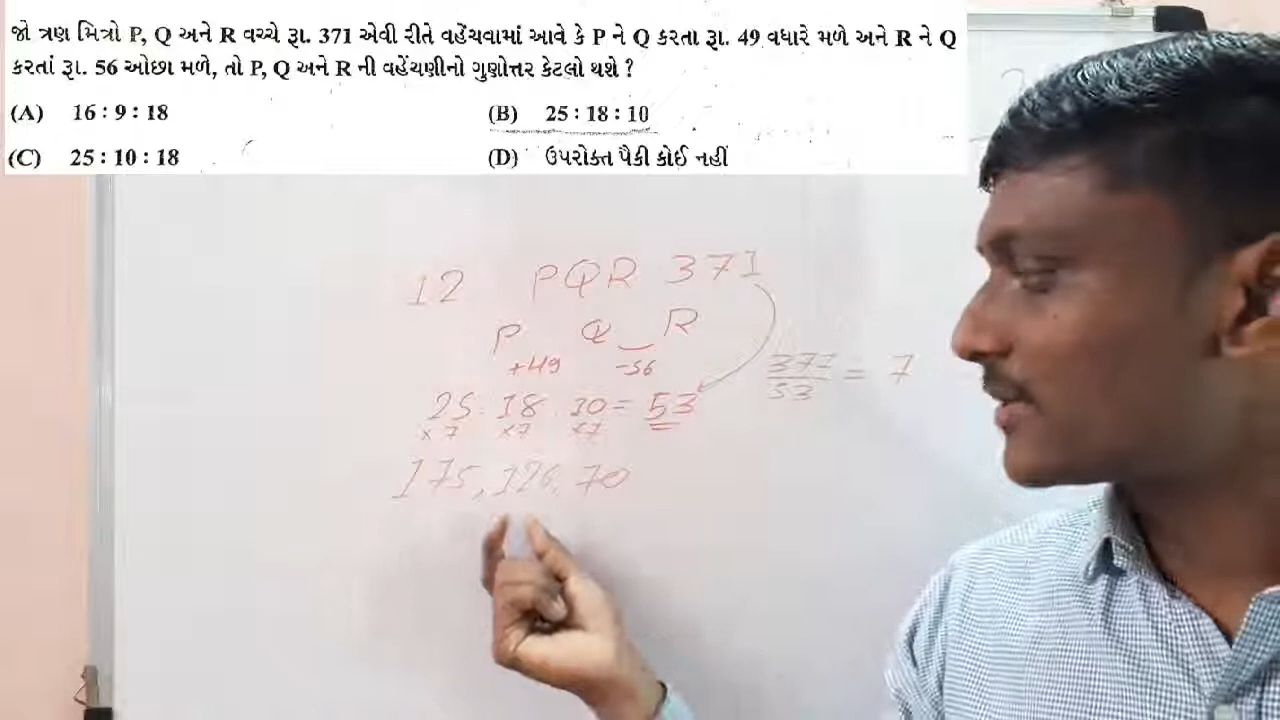 જો ત્રણ મિત્રો P, Q અને R વચ્ચે રૂા. 371 એવી રીતે વહેંચવામાં આવે કે P ને Q કરતા રૂા. 49 વધારે મળે અને R ને Q
કરતાં રૂા. 56 ઓછા મળે, તો P, Q અને R ની વહેંચણીનો ગુણોત્તર કેટલો થશે ?
(A) 16 : 9 : 18 (B) 25 : 18 : 10
(C) 25 : 10 : 18 (D) ઉપરોક્ત પૈકી કોઈ નહીં
12 PQR 371
P Q R
+49 -56
25 : 18 : 10 = 53
371/53 = 7
×7 ×7 ×7
175, 126, 70